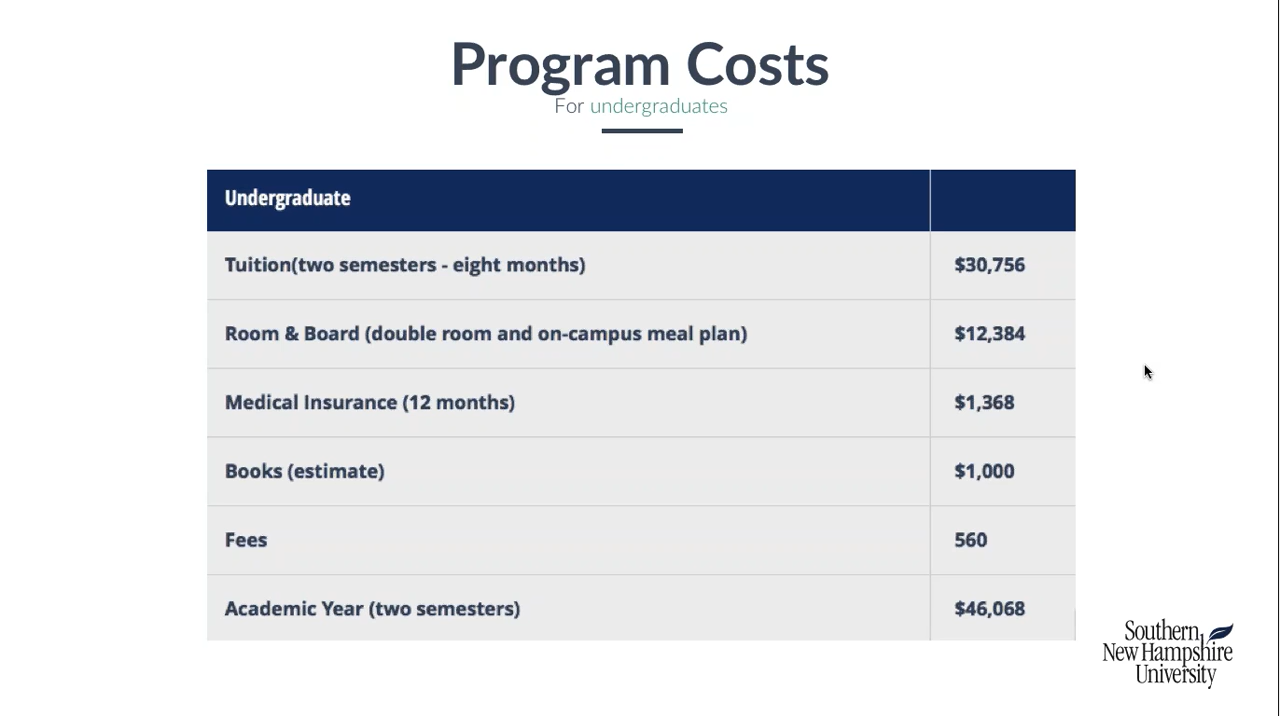 Program Costs
For undergraduates
Undergraduate
Tuition(two semesters - eight months) $30,756
Room & Board (double room and on-campus meal plan) $12,384
Medical Insurance (12 months) $1,368
Books (estimate) $1,000
Fees 560
Academic Year (two semesters) $46,068
Southern
New Hampshire
University